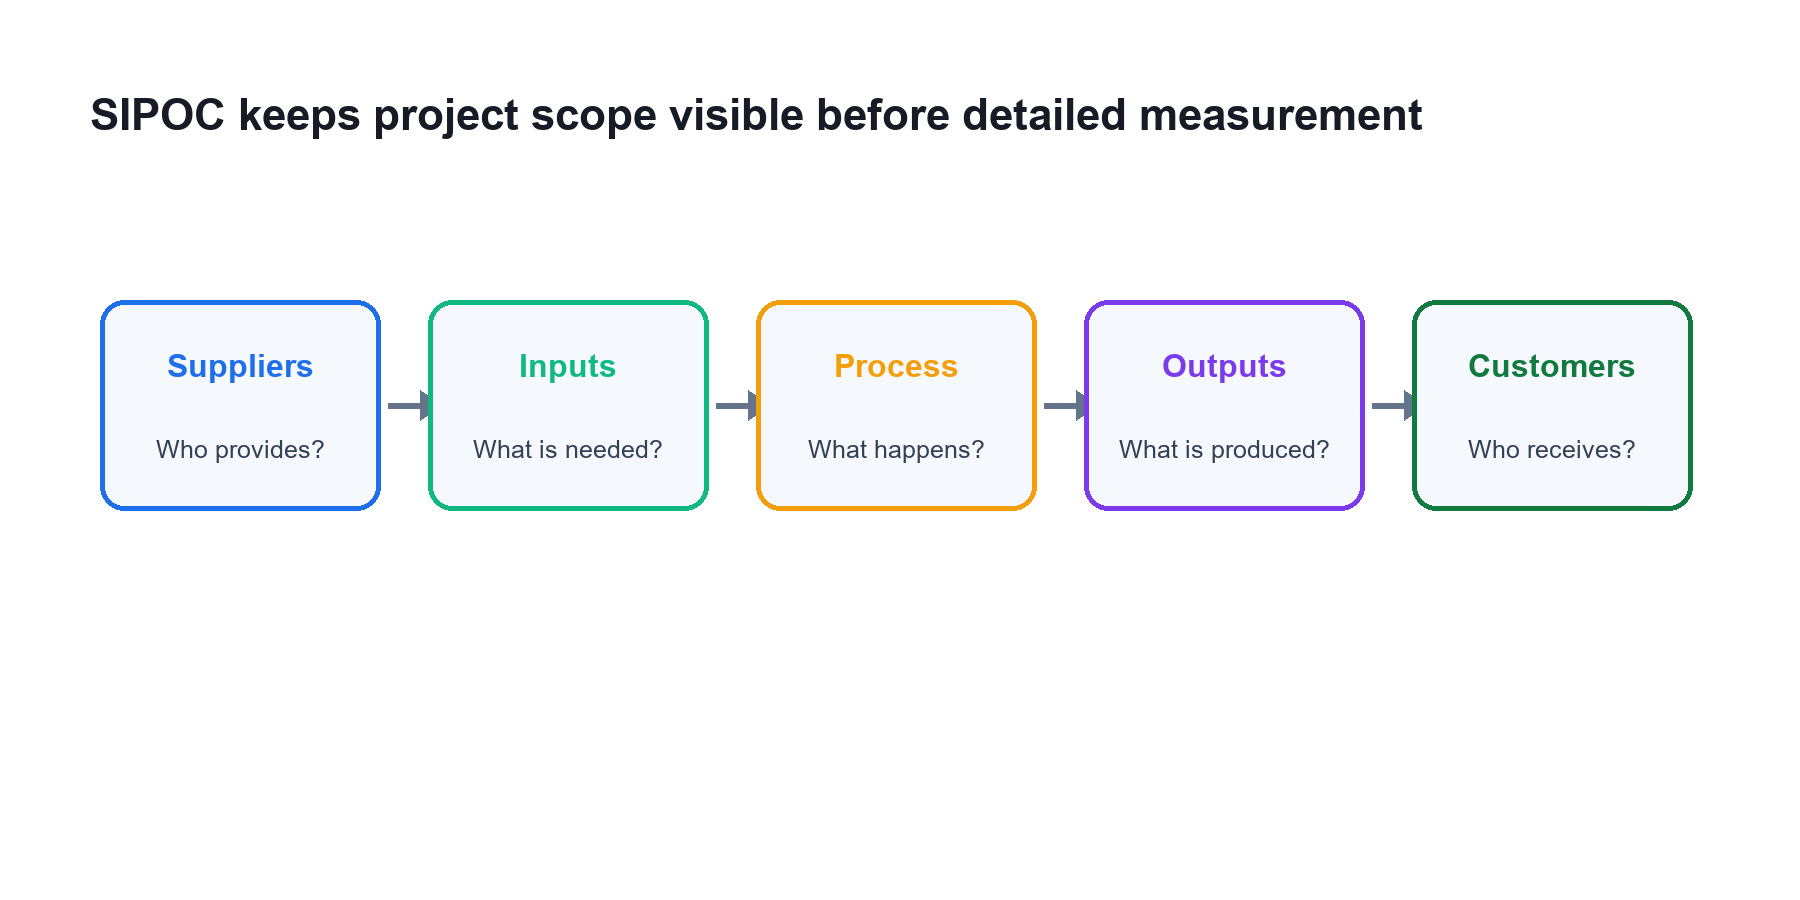 SIPOC keeps project scope visible before detailed measurement
Suppliers
Who provides?
Inputs
What is needed?
Process
What happens?
Outputs
What is produced?
Customers
Who receives?